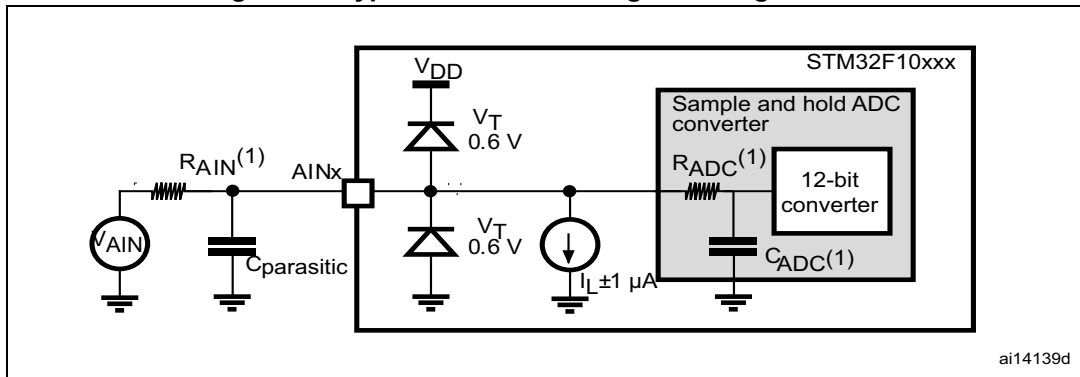 STM32F10xxx
VDD
Sample and hold ADC
converter
VT
0.6 V
RAIN(1)
AINx
RADC(1)
12-bit
converter
VAIN
Cparasitic
VT
0.6 V
IL±1 µA
CADC(1)
ai14139d